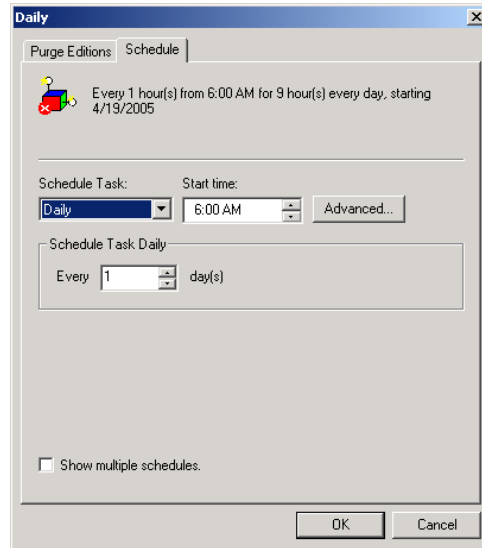 Daily
Purge Editions Schedule
Every 1 hour(s) from 6:00 AM for 9 hour(s) every day, starting
4/19/2005
Schedule Task: Start time:
Daily 6:00 AM Advanced...
Schedule Task Daily
Every 1 day(s)
Show multiple schedules.
OK Cancel